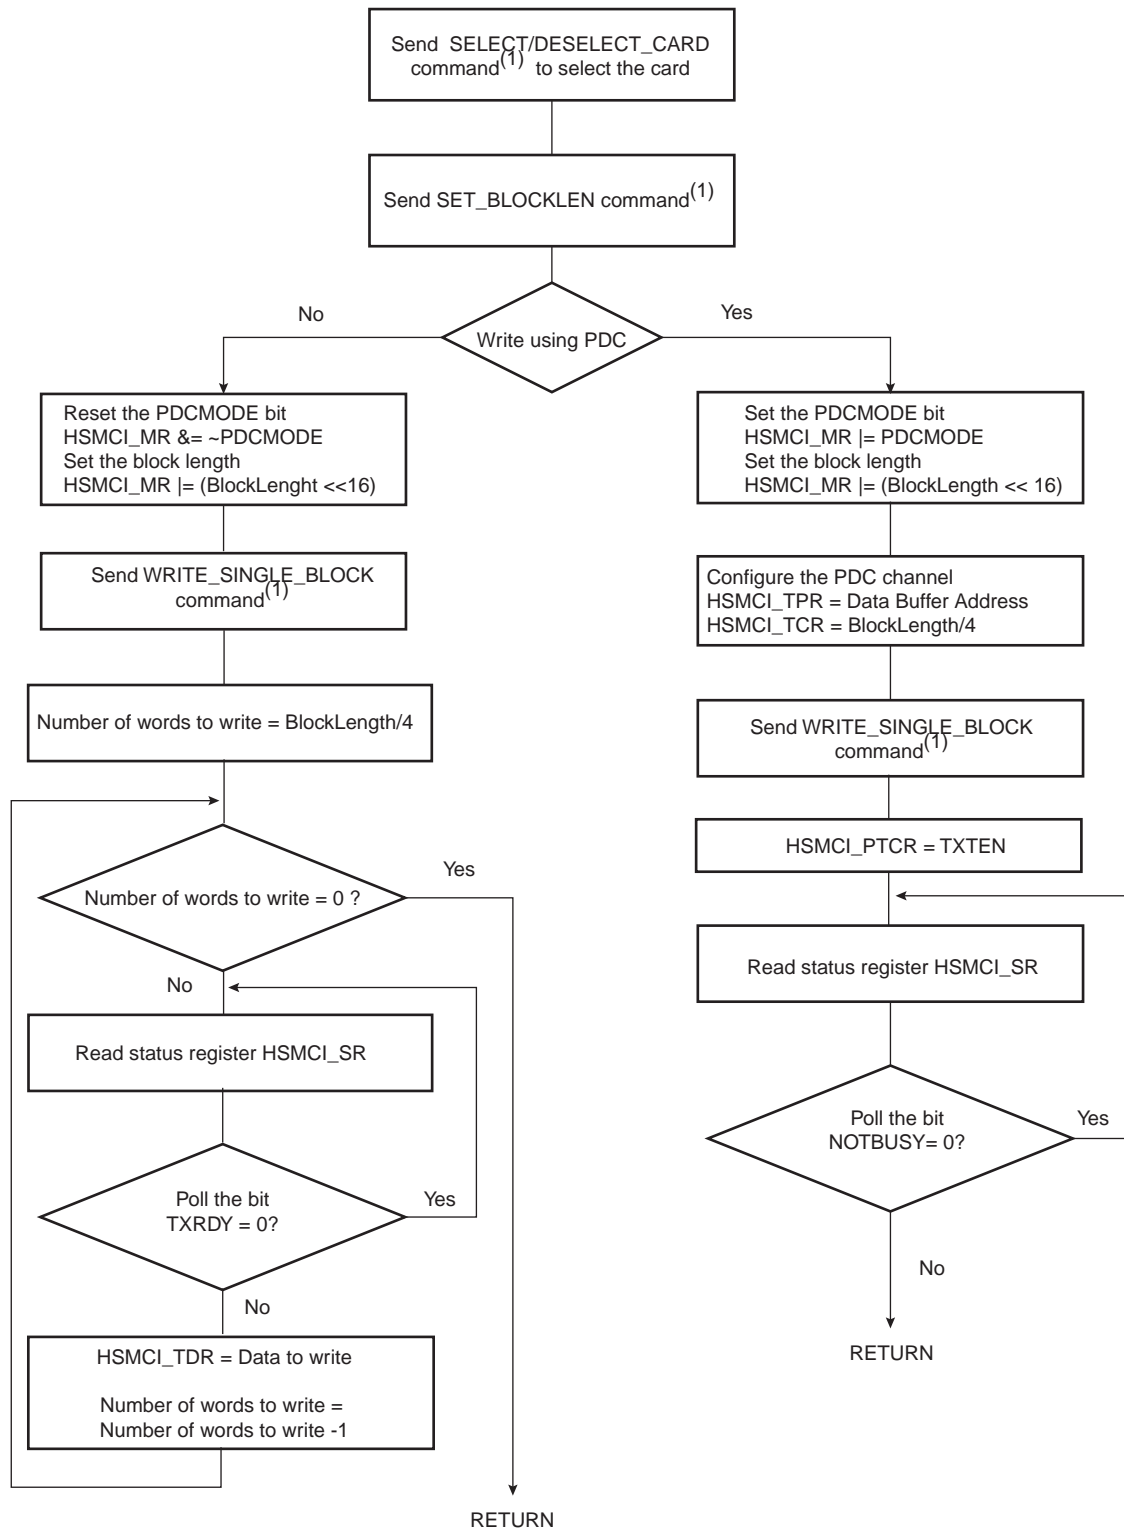 Send SELECT/DESELECT_CARD
command(1) to select the card
Send SET_BLOCKLEN command(1)
No
Yes
Write using PDC
Reset the PDCMODE bit
HSMCI_MR &= ~PDCMODE
Set the block length
HSMCI_MR |= (BlockLenght <<16)
Send WRITE_SINGLE_BLOCK
command(1)
Number of words to write = BlockLength/4
Number of words to write = 0 ?
Yes
No
Read status register HSMCI_SR
Poll the bit
TXRDY = 0?
Yes
No
HSMCI_TDR = Data to write
Number of words to write =
Number of words to write -1
RETURN
Set the PDCMODE bit
HSMCI_MR |= PDCMODE
Set the block length
HSMCI_MR |= (BlockLength << 16)
Configure the PDC channel
HSMCI_TPR = Data Buffer Address
HSMCI_TCR = BlockLength/4
Send WRITE_SINGLE_BLOCK
command(1)
HSMCI_PTCR = TXTEN
Read status register HSMCI_SR
Poll the bit
NOTBUSY= 0?
Yes
No
RETURN